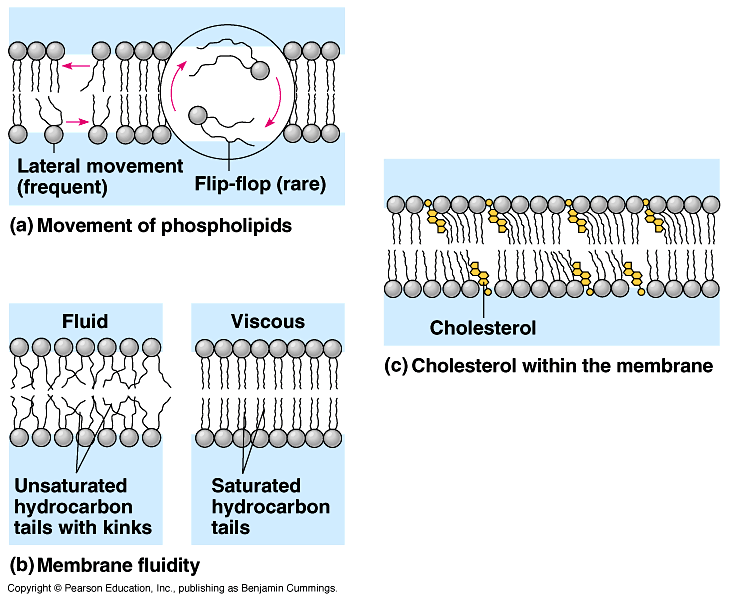 Lateral movement
(frequent)
Flip-flop (rare)
(a) Movement of phospholipids
Fluid
Viscous
Unsaturated
hydrocarbon
tails with kinks
Saturated
hydrocarbon
tails
(b) Membrane fluidity
Cholesterol
(c) Cholesterol within the membrane
Copyright © Pearson Education, Inc., publishing as Benjamin Cummings.